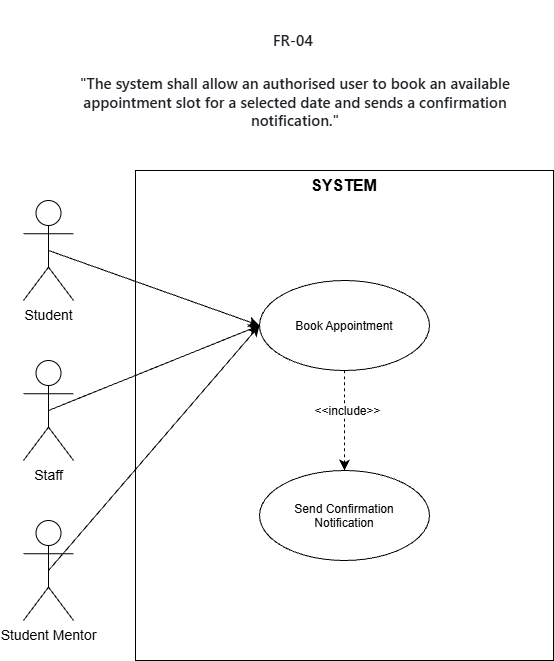 FR-04
"The system shall allow an authorised user to book an available
appointment slot for a selected date and sends a confirmation
notification."
SYSTEM
Student
Book Appointment
<<include>>
Staff
Send Confirmation
Notification
Student Mentor